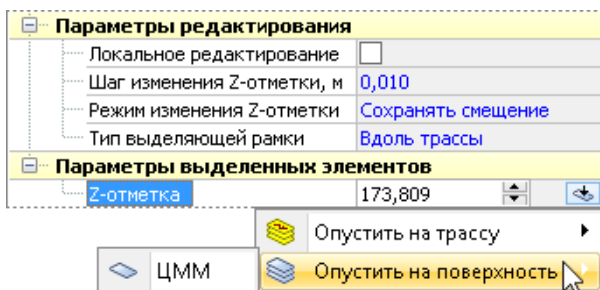 Параметры редактирования
Локальное редактирование
Шаг изменения Z-отметки, м 0,010
Режим изменения Z-отметки Сохранять смещение
Тип выделяющей рамки Вдоль трассы
Параметры выделенных элементов
Z-отметка 173,809
Опустить на трассу
ЦММ Опустить на поверхность